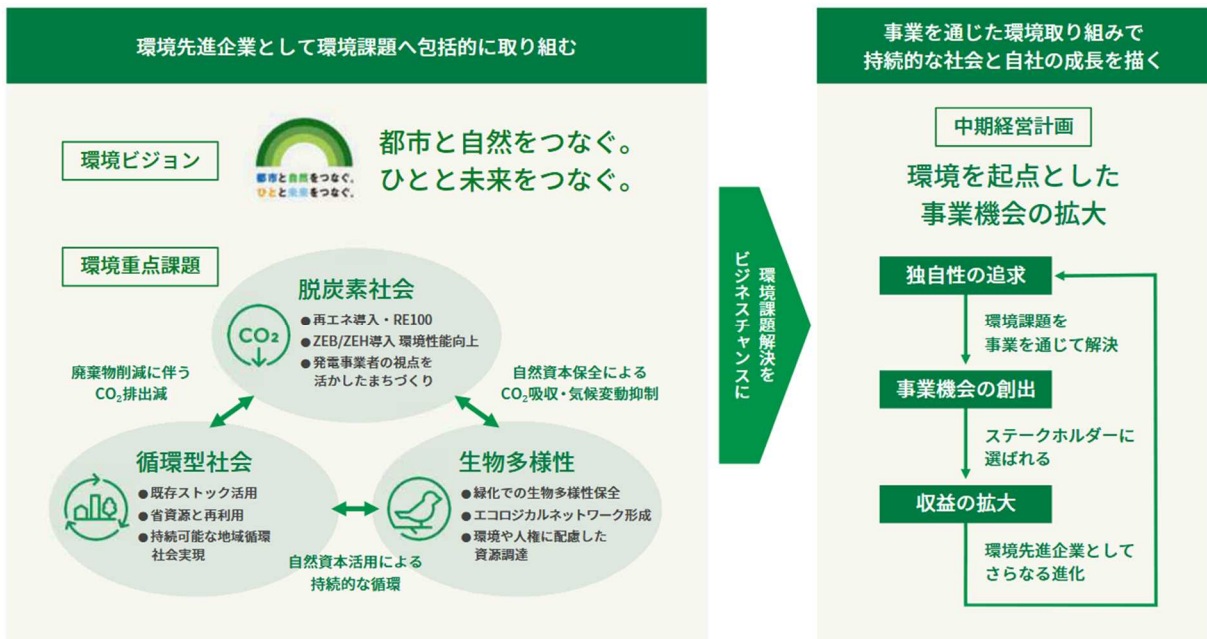 環境先進企業として環境課題へ包括的に取り組む
環境ビジョン
都市と自然をつなぐ。
ひとと未来をつなぐ。
都市と自然をつなぐ。
ひとと未来をつなぐ。
環境重点課題
脱炭素社会
CO₂
●再エネ導入・RE100
●ZEB/ZEH導入 環境性能向上
●発電事業者の視点を
活かしたまちづくり
廃棄物削減に伴う
CO₂排出減
自然資本保全による
CO₂吸収・気候変動抑制
循環型社会
●既存ストック活用
●省資源と再利用
●持続可能な地域循環
社会実現
生物多様性
●緑化での生物多様性保全
●エコロジカルネットワーク形成
●環境や人権に配慮した
資源調達
自然資本活用による
持続的な循環
環境課題解決を
ビジネスチャンスに
事業を通じた環境取り組みで
持続的な社会と自社の成長を描く
中期経営計画
環境を起点とした
事業機会の拡大
独自性の追求
環境課題を
事業を通じて解決
事業機会の創出
ステークホルダーに
選ばれる
収益の拡大
環境先進企業として
さらなる進化